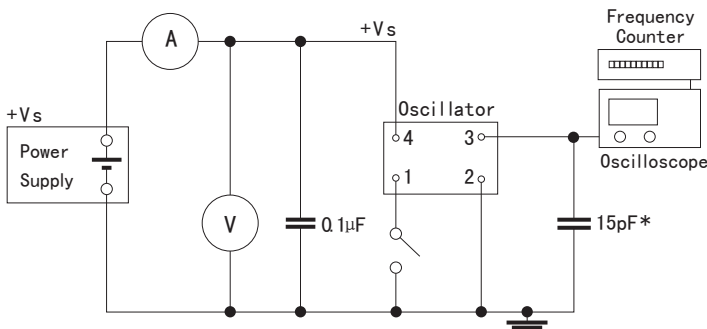 Frequency
Counter
A
+Vs
Oscillator
+Vs
4
3
Power
Supply
Oscilloscope
1
2
V
0.1μF
15pF*